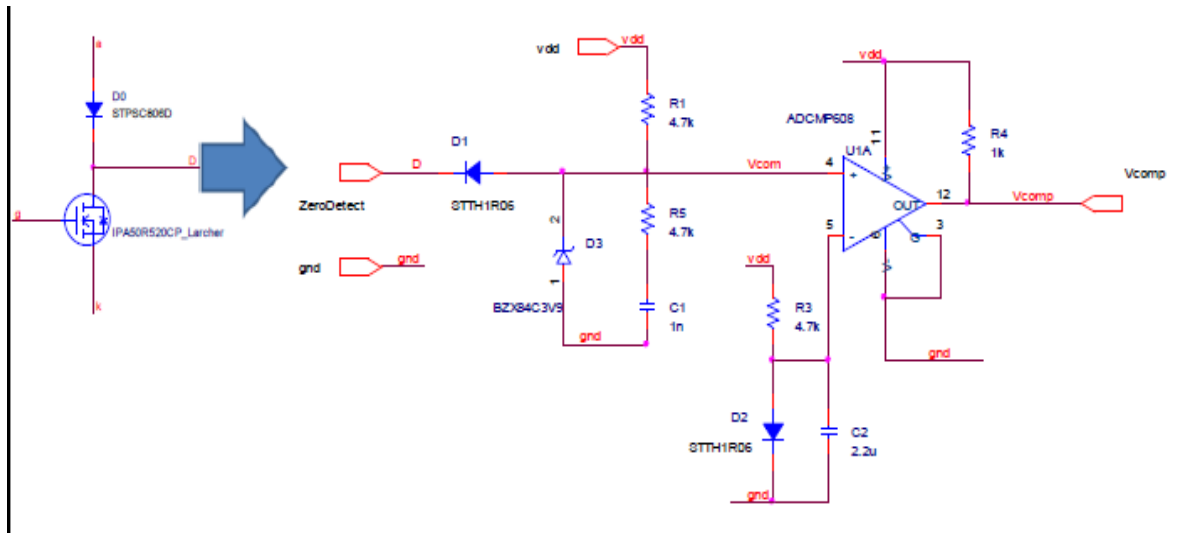 a
D0
STPSC806D
D
g
IPA50R520CP_Larcher
k
vdd
vdd
R1
4.7k
D1
D
STTH1R06
ZeroDetect
gnd
gnd
Vcom
2
D3
1
BZX84C3V9
R5
4.7k
C1
1n
gnd
vdd
ADCMP608
11
U1A
4
+
5
-
OUT
12
3
6
R4
1k
Vcomp
Vcomp
gnd
vdd
R3
4.7k
D2
STTH1R06
C2
2.2u
gnd